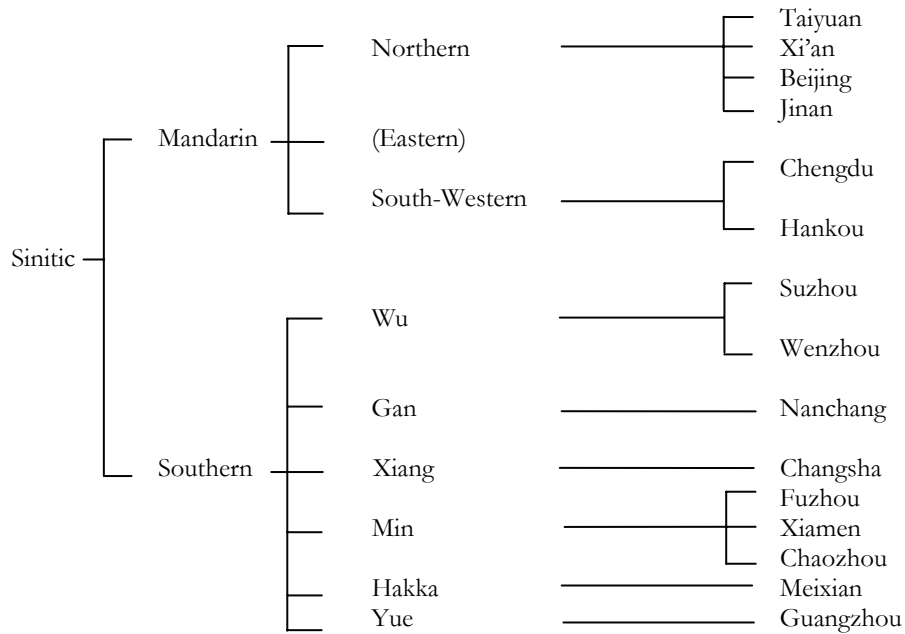 Taiyuan
Northern Xi’an
Beijing
Jinan
Mandarin (Eastern)
Chengdu
South-Western
Hankou
Sinitic
Suzhou
Wu
Wenzhou
Gan Nanchang
Southern Xiang Changsha
Fuzhou
Min Xiamen
Chaozhou
Hakka Meixian
Yue Guangzhou